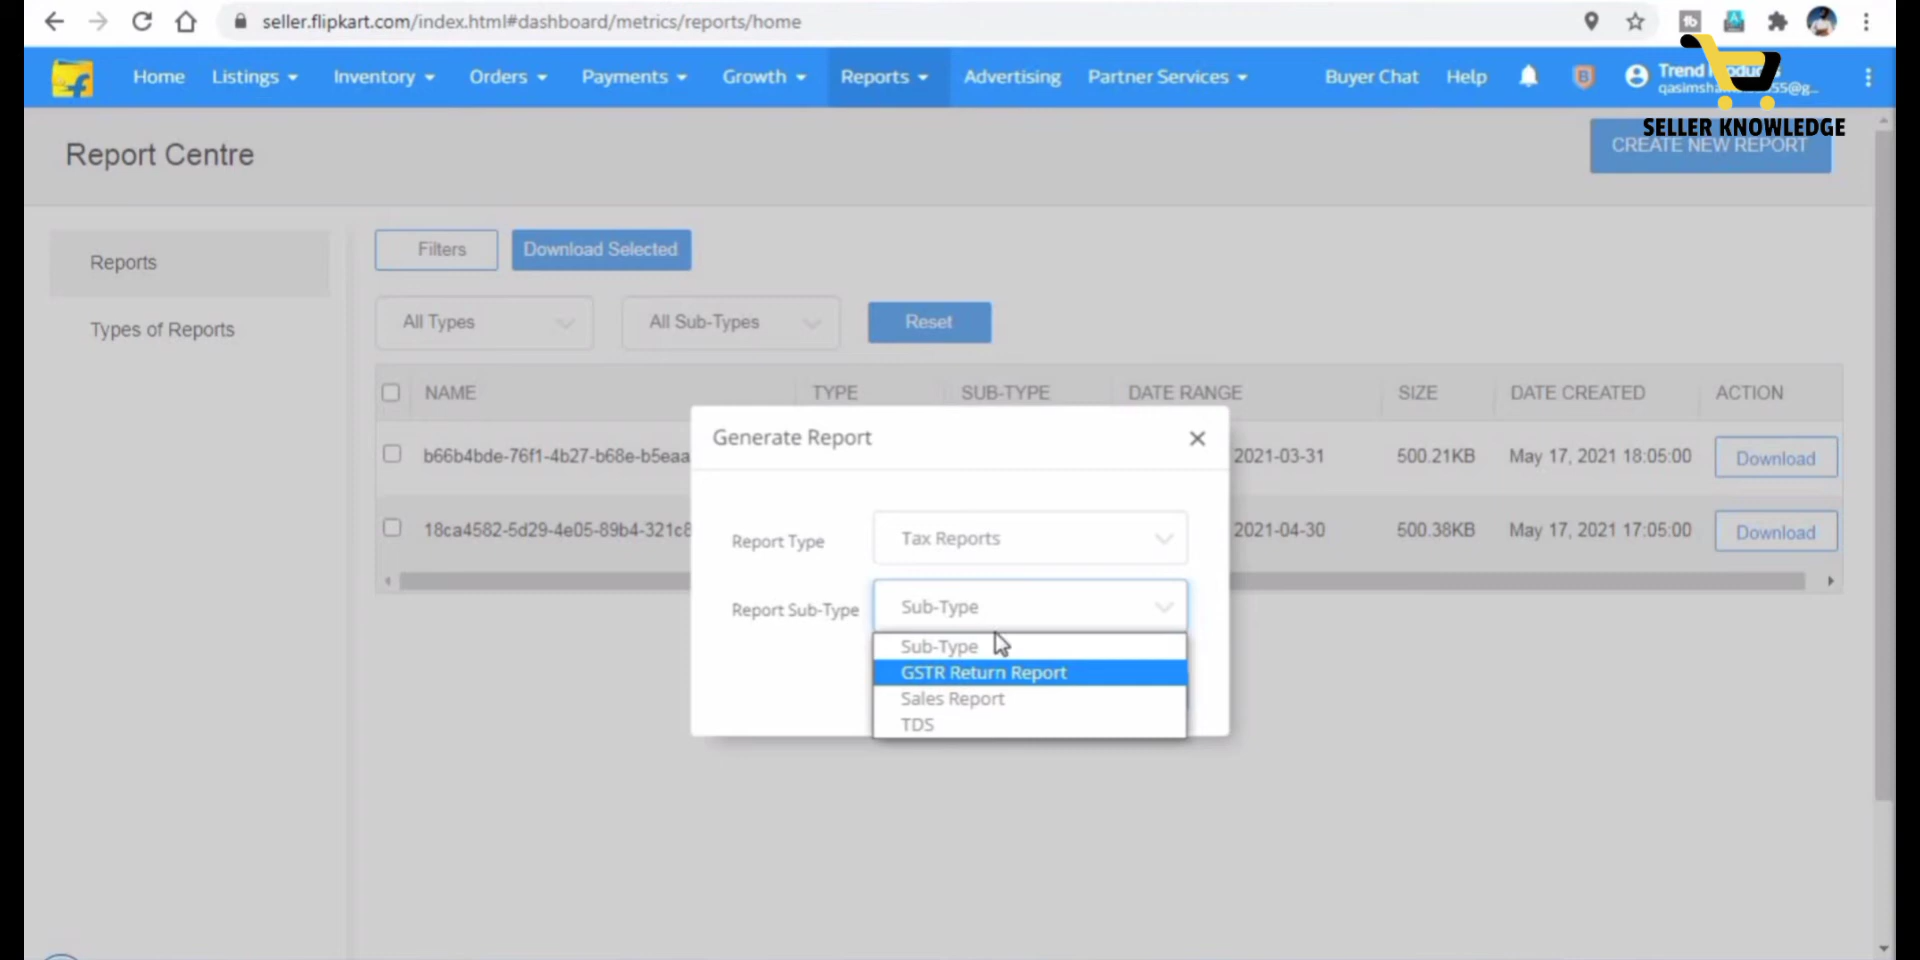 seller.flipkart.com/index.html#dashboard/metrics/reports/home
Home Listings Inventory Orders Payments Growth Reports Advertising Partner Services Buyer Chat Help
Trend
SELLER KNOWLEDGE
Report Centre
CREATE NEW REPORT
Reports
Types of Reports
Filters Download Selected
All Types All Sub-Types Reset
NAME TYPE SUB-TYPE DATE RANGE SIZE DATE CREATED ACTION
b66b4bde-76f1-4b27-b68e-b5eaa 2021-03-31 500.21KB May 17, 2021 18:05:00 Download
18ca4582-5d29-4e05-89b4-321c8 2021-04-30 500.38KB May 17, 2021 17:05:00 Download
Generate Report
Report Type Tax Reports
Report Sub-Type Sub-Type
Sub-Type
GSTR Return Report
Sales Report
TDS